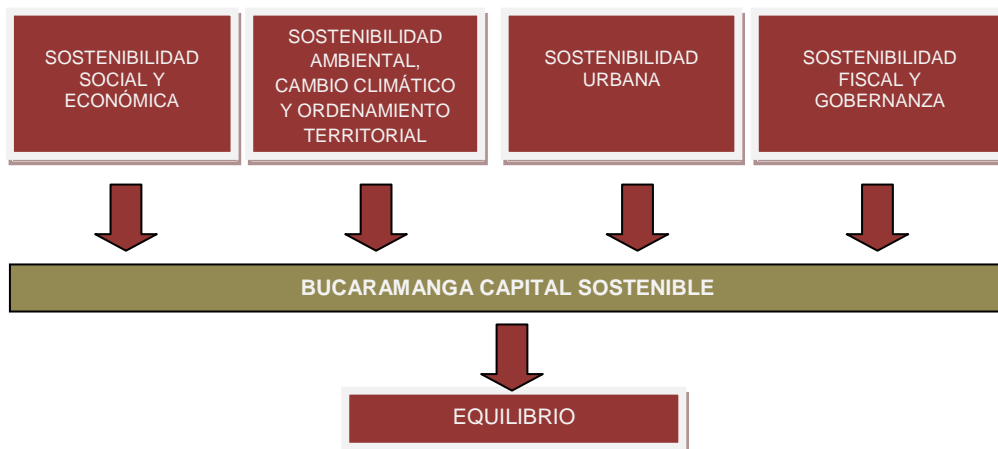 SOSTENIBILIDAD
SOCIAL Y
ECONÓMICA
SOSTENIBILIDAD
AMBIENTAL,
CAMBIO CLIMÁTICO
Y ORDENAMIENTO
TERRITORIAL
SOSTENIBILIDAD
URBANA
SOSTENIBILIDAD
FISCAL Y
GOBERNANZA
BUCARAMANGA CAPITAL SOSTENIBLE
EQUILIBRIO